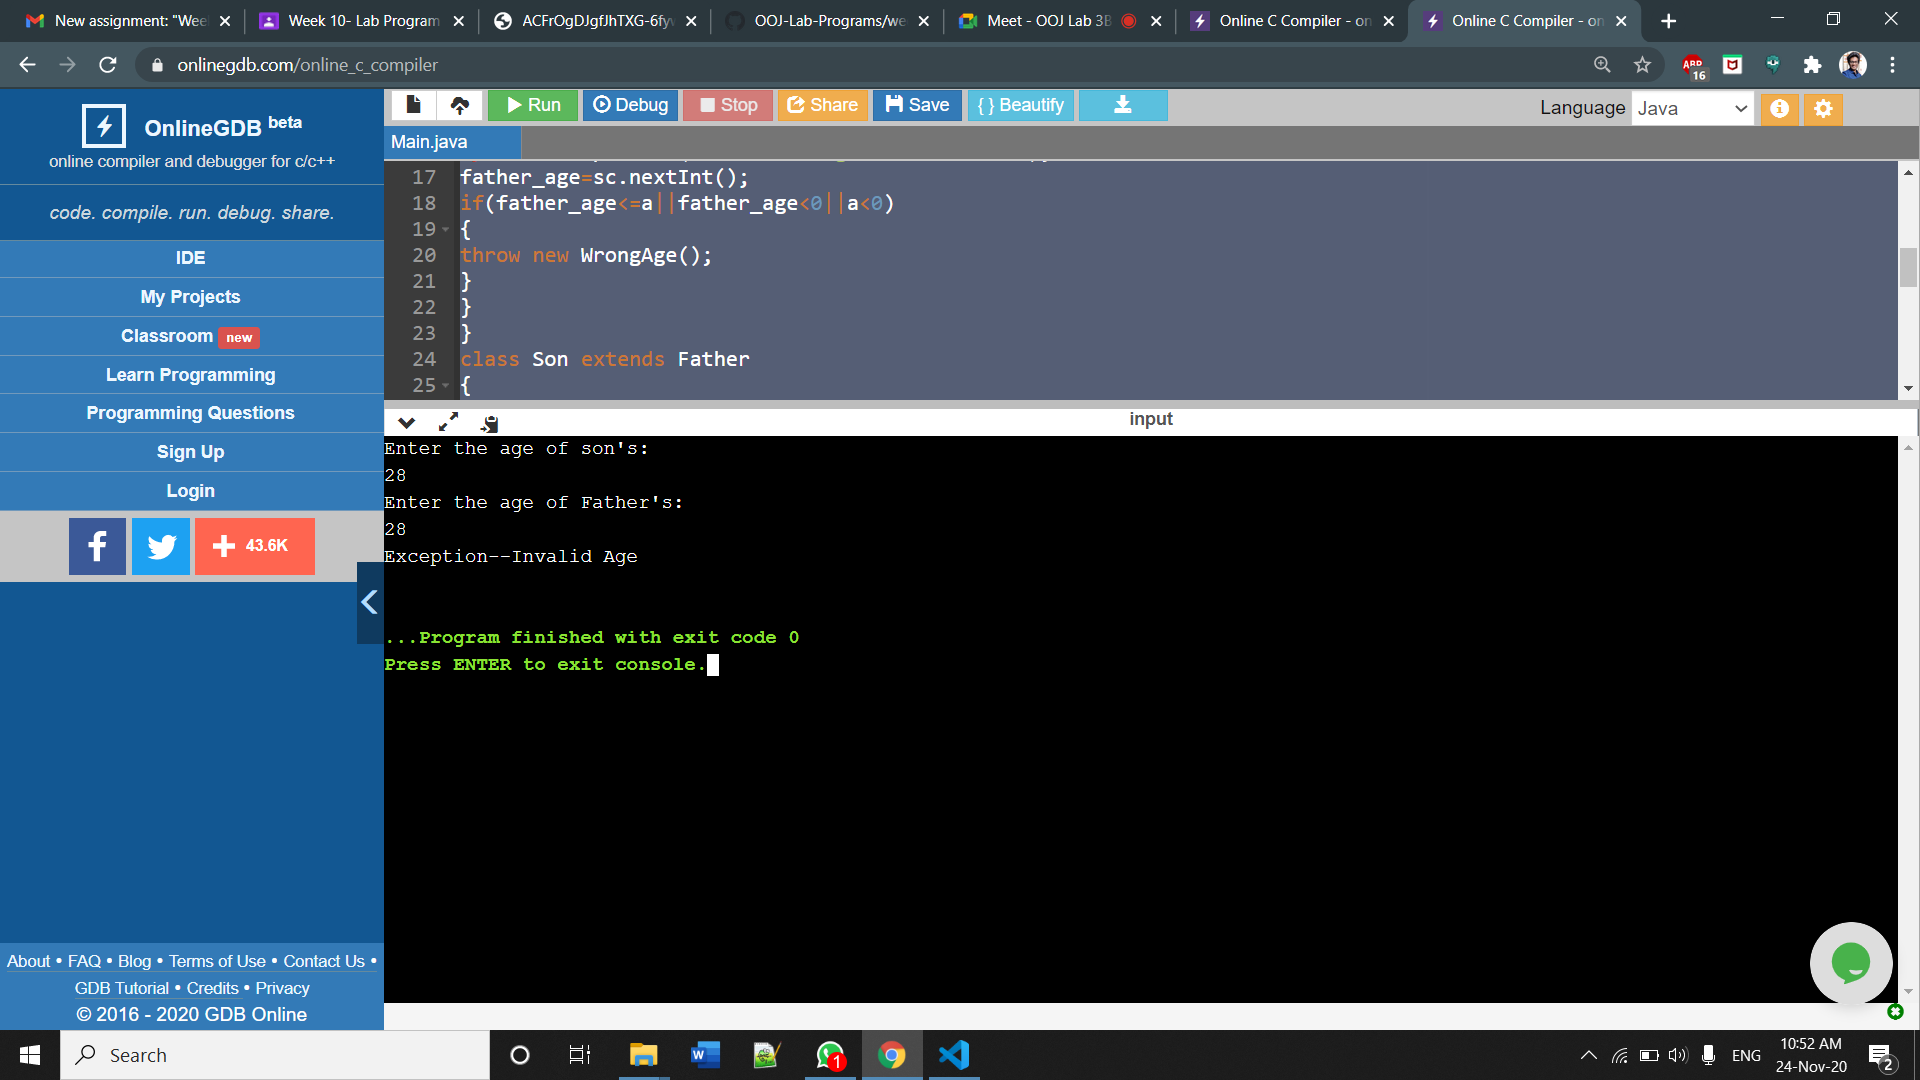 New assignment: "Wee
Week 10- Lab Program
ACFrOgDJgfJhTXG-6fyv
OOJ-Lab-Programs/we
Meet - OOJ Lab 3B
Online C Compiler - on
Online C Compiler - on
onlinegdb.com/online_c_compiler
ABP
16
OnlineGDB beta
online compiler and debugger for c/c++
code. compile. run. debug. share.
IDE
My Projects
Classroom new
Learn Programming
Programming Questions
Sign Up
Login
43.6K
About • FAQ • Blog • Terms of Use • Contact Us •
GDB Tutorial • Credits • Privacy
© 2016 - 2020 GDB Online
Run
Debug
Stop
Share
Save
{ } Beautify
Language Java
Main.java
17 father_age=sc.nextInt();
18 if(father_age<=a||father_age<0||a<0)
19 {
20 throw new WrongAge();
21 }
22 }
23 }
24 class Son extends Father
25 {
input
Enter the age of son's:
28
Enter the age of Father's:
28
Exception--Invalid Age
...Program finished with exit code 0
Press ENTER to exit console.
Search
1
ENG
10:52 AM
24-Nov-20
2